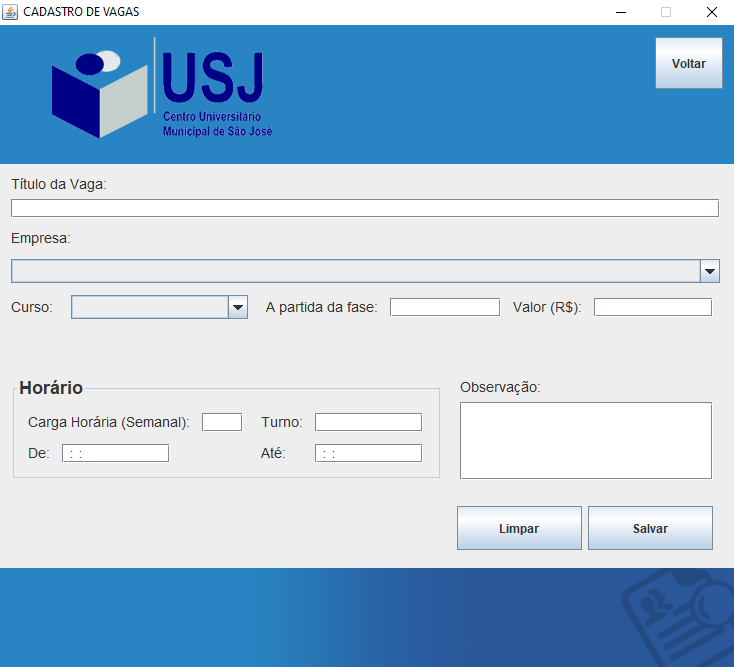 CADASTRO DE VAGAS
USJ
Centro Universitário
Municipal de São José
Voltar
Título da Vaga:
Empresa:
Curso: A partida da fase: Valor (R$):
Horário
Carga Horária (Semanal): Turno:
De: : : Até: : :
Observação:
Limpar Salvar